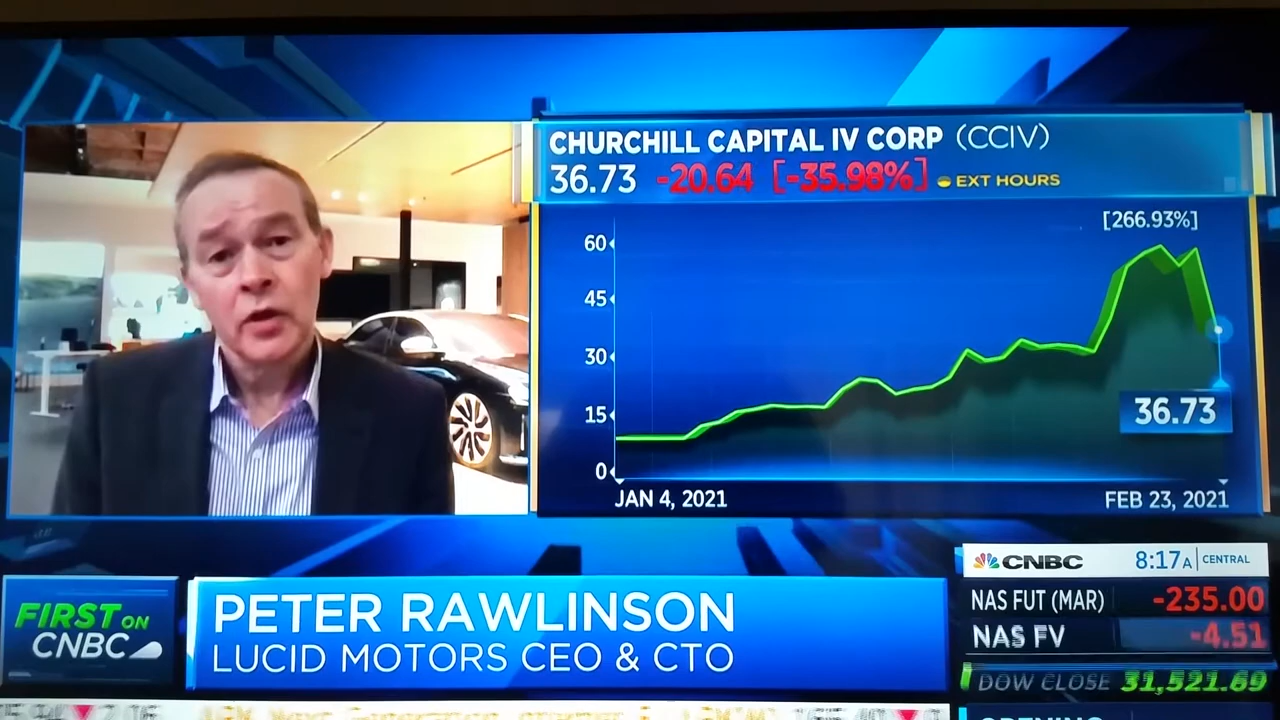 CHURCHILL CAPITAL IV CORP (CCIV)
36.73 -20.64 [-35.98%] EXT HOURS
[266.93%]
60
45
30
15
0
36.73
JAN 4, 2021 FEB 23, 2021
FIRST ON
CNBC
PETER RAWLINSON
LUCID MOTORS CEO & CTO
CNBC 8:17A CENTRAL
NAS FUT (MAR) -235.00
NAS FV -4.51
DOW CLOSE 31,521.69